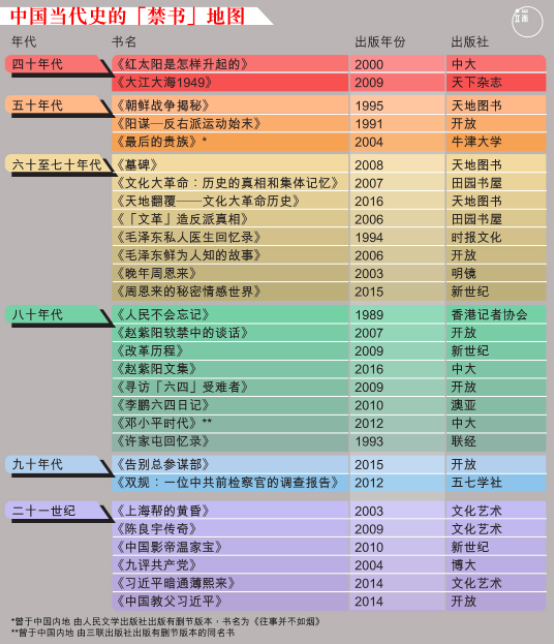 中国当代史的「禁书」地图
年代 书名 出版年份 出版社
四十年代 《红太阳是怎样升起的》 2000 中大
《大江大海1949》 2009 天下杂志
五十年代 《朝鲜战争揭秘》 1995 天地图书
《阳谋—反右派运动始末》 1991 开放
《最后的贵族》* 2004 牛津大学
六十至七十年代 《墓碑》 2008 天地图书
《文化大革命：历史的真相和集体记忆》 2007 田园书屋
《天地翻覆——文化大革命历史》 2016 天地图书
《「文革」造反派真相》 2006 田园书屋
《毛泽东私人医生回忆录》 1994 时报文化
《毛泽东鲜为人知的故事》 2006 开放
《晚年周恩来》 2003 明镜
《周恩来的秘密情感世界》 2015 新世纪
八十年代 《人民不会忘记》 1989 香港记者协会
《赵紫阳软禁中的谈话》 2007 开放
《改革历程》 2009 新世纪
《赵紫阳文集》 2016 中大
《寻访「六四」受难者》 2009 开放
《李鹏六四日记》 2010 澳亚
《邓小平时代》** 2012 中大
《许家屯回忆录》 1993 联经
九十年代 《告别总参谋部》 2015 开放
《双规：一位中共前检察官的调查报告》 2012 五七学社
二十一世纪 《上海帮的黄昏》 2003 文化艺术
《陈良宇传奇》 2009 文化艺术
《中国影帝温家宝》 2010 新世纪
《九评共产党》 2004 博大
《习近平暗通薄熙来》 2014 文化艺术
《中国教父习近平》 2014 开放
*曾于中国内地 由人民文学出版社出版有删节版本，书名为《往事并不如烟》
**曾于中国内地 由三联出版社出版有删节版本的同名书